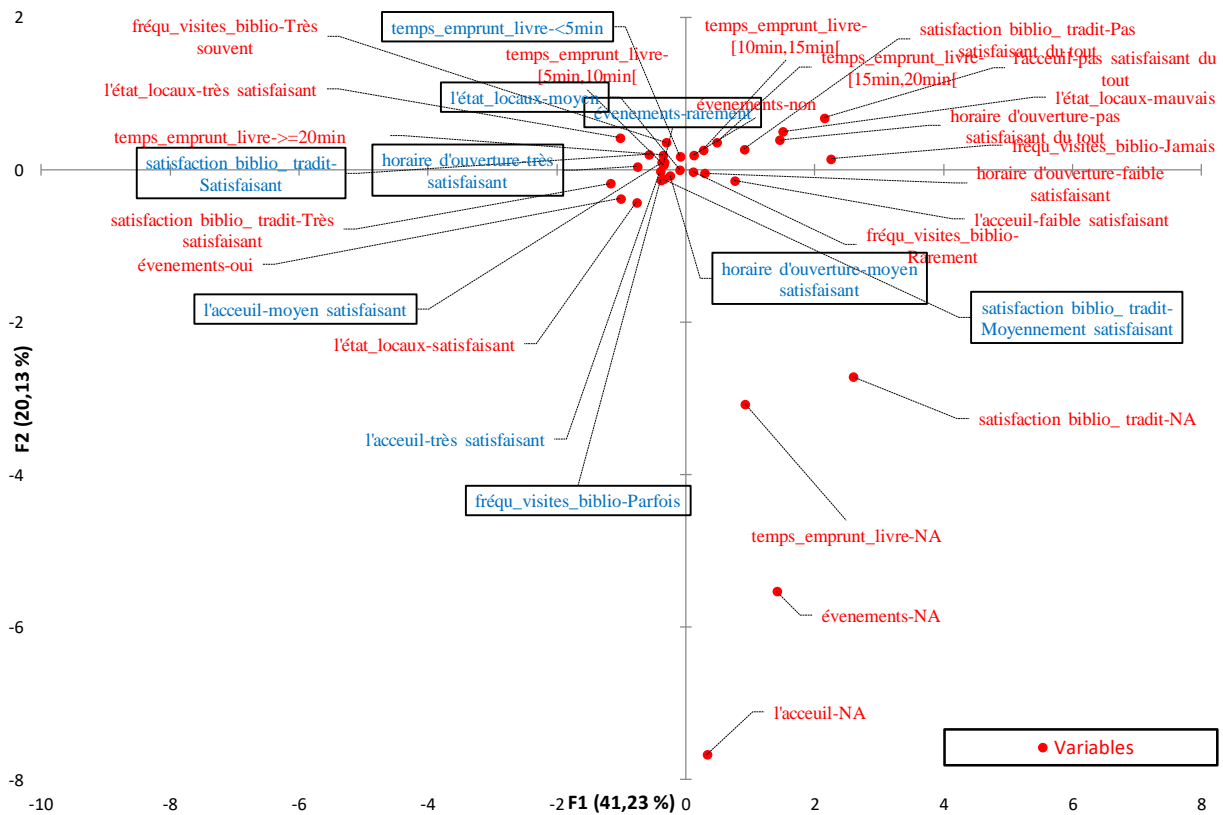 2
fréqu_visites_biblio-Très
souvent
temps_emprunt_livre-<5min
temps_emprunt_livre-
[10min,15min[
satisfaction biblio_ tradit-Pas
satisfaisant du tout
temps_emprunt_livre-
[5min,10min[
temps_emprunt_livre-
[15min,20min[
l'acceuil-pas satisfaisant du
tout
l'état_locaux-très satisfaisant
l'état_locaux-moyen
évenements-non
l'état_locaux-mauvais
évenements-rarement
horaire d'ouverture-pas
satisfaisant du tout
temps_emprunt_livre->=20min
fréqu_visites_biblio-Jamais
satisfaction biblio_ tradit-
Satisfaisant
horaire d'ouverture-très
satisfaisant
horaire d'ouverture-faible
satisfaisant
0
satisfaction biblio_ tradit-Très
satisfaisant
l'acceuil-faible satisfaisant
évenements-oui
fréqu_visites_biblio-
Rarement
horaire d'ouverture-moyen
satisfaisant
l'acceuil-moyen satisfaisant
satisfaction biblio_ tradit-
Moyennement satisfaisant
-2
l'état_locaux-satisfaisant
F2 (20,13 %)
satisfaction biblio_ tradit-NA
l'acceuil-très satisfaisant
-4
fréqu_visites_biblio-Parfois
temps_emprunt_livre-NA
-6
évenements-NA
l'acceuil-NA
Variables
-8
-10
-8
-6
-4
-2
F1 (41,23 %)
0
2
4
6
8